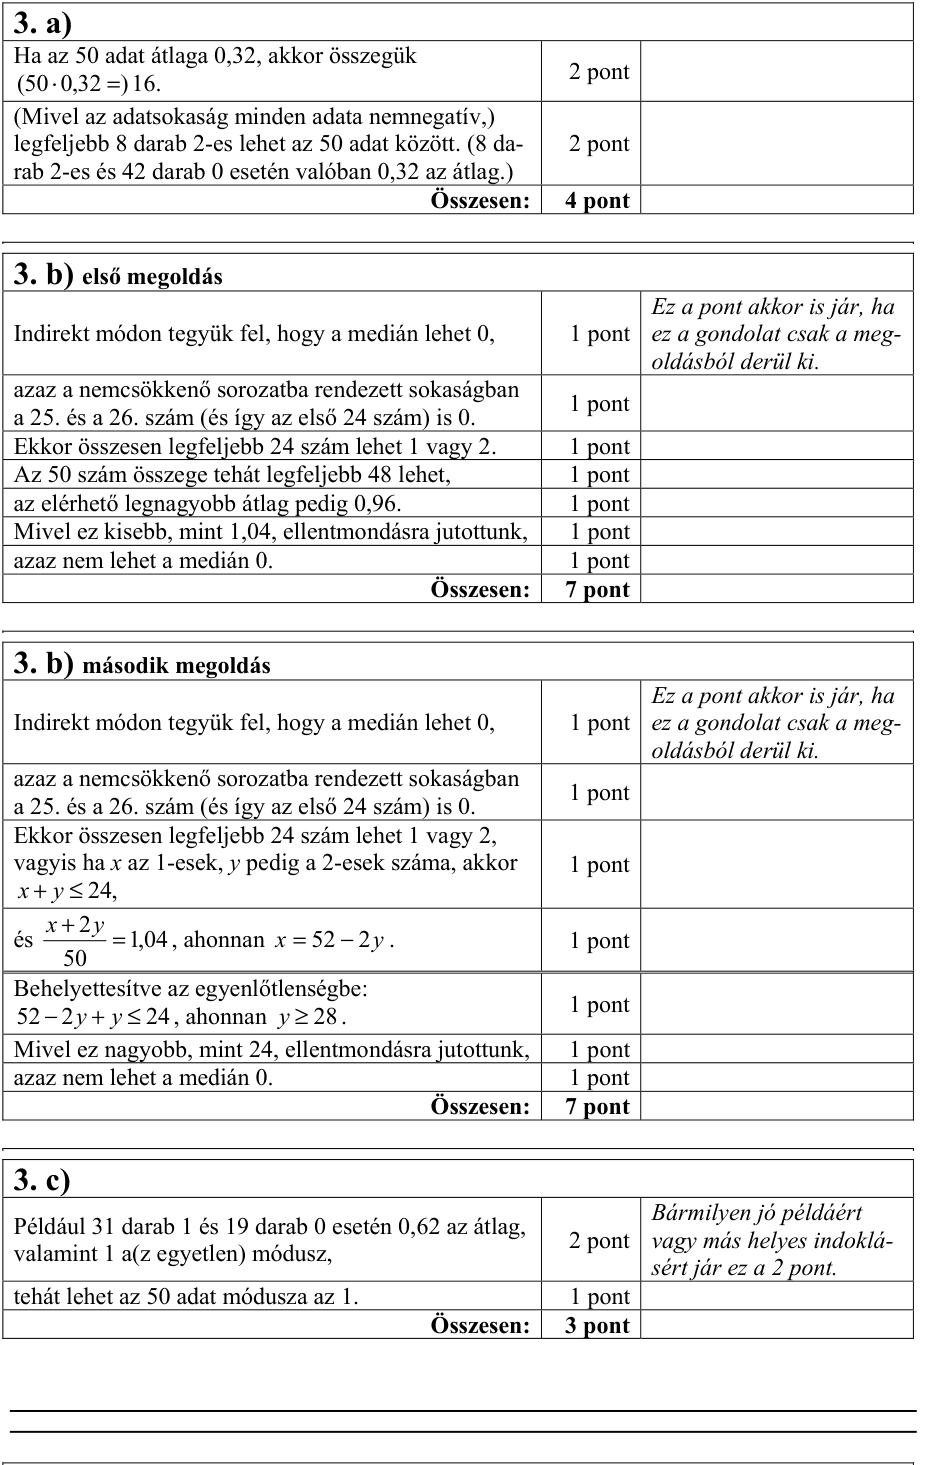 3. a)
Ha az 50 adat átlaga 0,32, akkor összegük
(50 · 0,32 =) 16.
2 pont
(Mivel az adatsokaság minden adata nemnegatív,)
legfeljebb 8 darab 2-es lehet az 50 adat között. (8 da-
rab 2-es és 42 darab 0 esetén valóban 0,32 az átlag.)
2 pont
Összesen: 4 pont
3. b) első megoldás
Indirekt módon tegyük fel, hogy a medián lehet 0,
1 pont
Ez a pont akkor is jár, ha
ez a gondolat csak a meg-
oldásból derül ki.
azaz a nemcsökkenő sorozatba rendezett sokaságban
a 25. és a 26. szám (és így az első 24 szám) is 0.
1 pont
Ekkor összesen legfeljebb 24 szám lehet 1 vagy 2. 1 pont
Az 50 szám összege tehát legfeljebb 48 lehet, 1 pont
az elérhető legnagyobb átlag pedig 0,96. 1 pont
Mivel ez kisebb, mint 1,04, ellentmondásra jutottunk, 1 pont
azaz nem lehet a medián 0. 1 pont
Összesen: 7 pont
3. b) második megoldás
Indirekt módon tegyük fel, hogy a medián lehet 0,
1 pont
Ez a pont akkor is jár, ha
ez a gondolat csak a meg-
oldásból derül ki.
azaz a nemcsökkenő sorozatba rendezett sokaságban
a 25. és a 26. szám (és így az első 24 szám) is 0.
1 pont
Ekkor összesen legfeljebb 24 szám lehet 1 vagy 2,
vagyis ha x az 1-esek, y pedig a 2-esek száma, akkor
x + y ≤ 24,
1 pont
és (x + 2y)/50 = 1,04, ahonnan x = 52 − 2y.
1 pont
Behelyettesítve az egyenlőtlenségbe:
52 − 2y + y ≤ 24, ahonnan y ≥ 28.
1 pont
Mivel ez nagyobb, mint 24, ellentmondásra jutottunk, 1 pont
azaz nem lehet a medián 0. 1 pont
Összesen: 7 pont
3. c)
Például 31 darab 1 és 19 darab 0 esetén 0,62 az átlag,
valamint 1 a(z egyetlen) módusz,
2 pont
Bármilyen jó példáért
vagy más helyes indoklá-
sért jár ez a 2 pont.
tehát lehet az 50 adat módusza az 1. 1 pont
Összesen: 3 pont